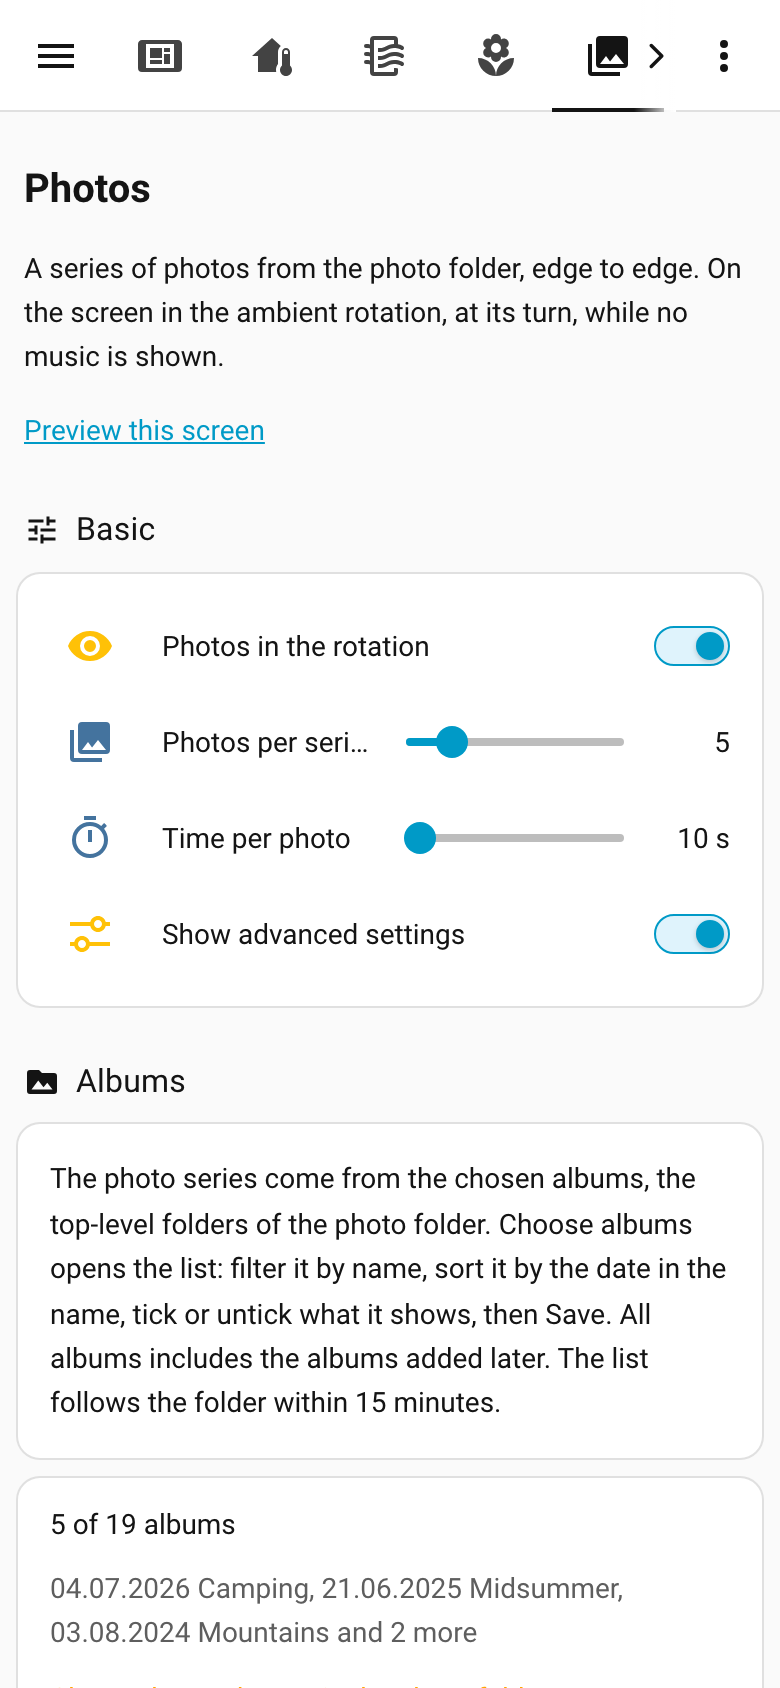 Photos
A series of photos from the photo folder, edge to edge. On
the screen in the ambient rotation, at its turn, while no
music is shown.
Preview this screen
Basic
Photos in the rotation
Photos per seri…
5
Time per photo
10 s
Show advanced settings
Albums
The photo series come from the chosen albums, the
top-level folders of the photo folder. Choose albums
opens the list: filter it by name, sort it by the date in the
name, tick or untick what it shows, then Save. All
albums includes the albums added later. The list
follows the folder within 15 minutes.
5 of 19 albums
04.07.2026 Camping, 21.06.2025 Midsummer,
03.08.2024 Mountains and 2 more